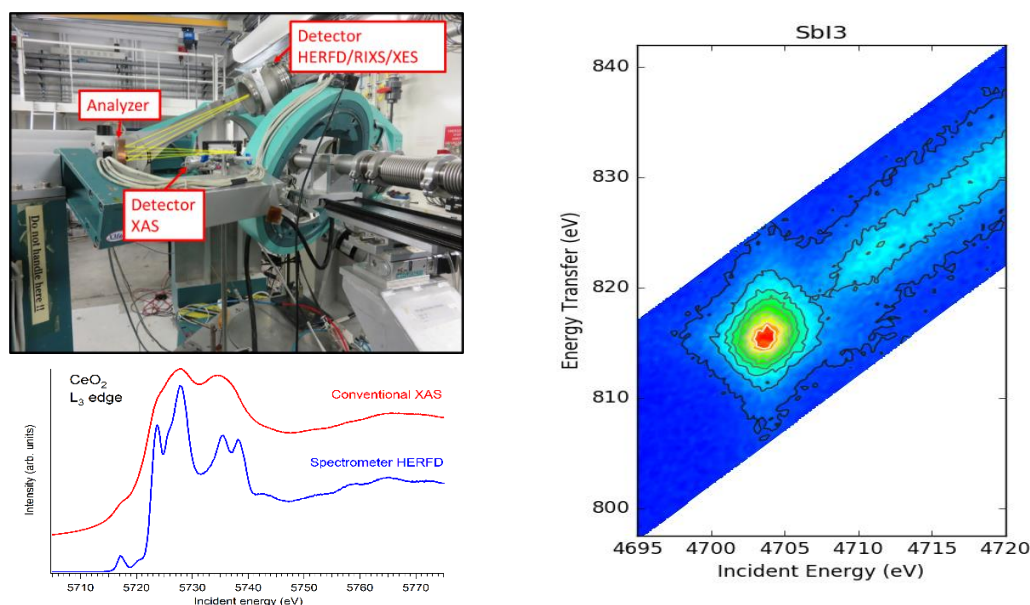 Detector
HERFD/RIXS/XES
Analyzer
Detector
XAS
Do not handle here !!
CeO2
L3 edge
Conventional XAS
Spectrometer HERFD
Intensity (arb. units)
5710 5720 5730 5740 5750 5760 5770
Incident energy (eV)
SbI3
Energy Transfer (eV)
840
830
820
810
800
4695 4700 4705 4710 4715 4720
Incident Energy (eV)